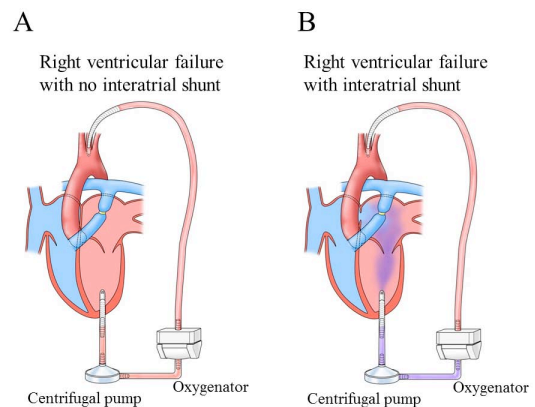 A
Right ventricular failure
with no interatrial shunt
Centrifugal pump
Oxygenator
B
Right ventricular failure
with interatrial shunt
Centrifugal pump
Oxygenator